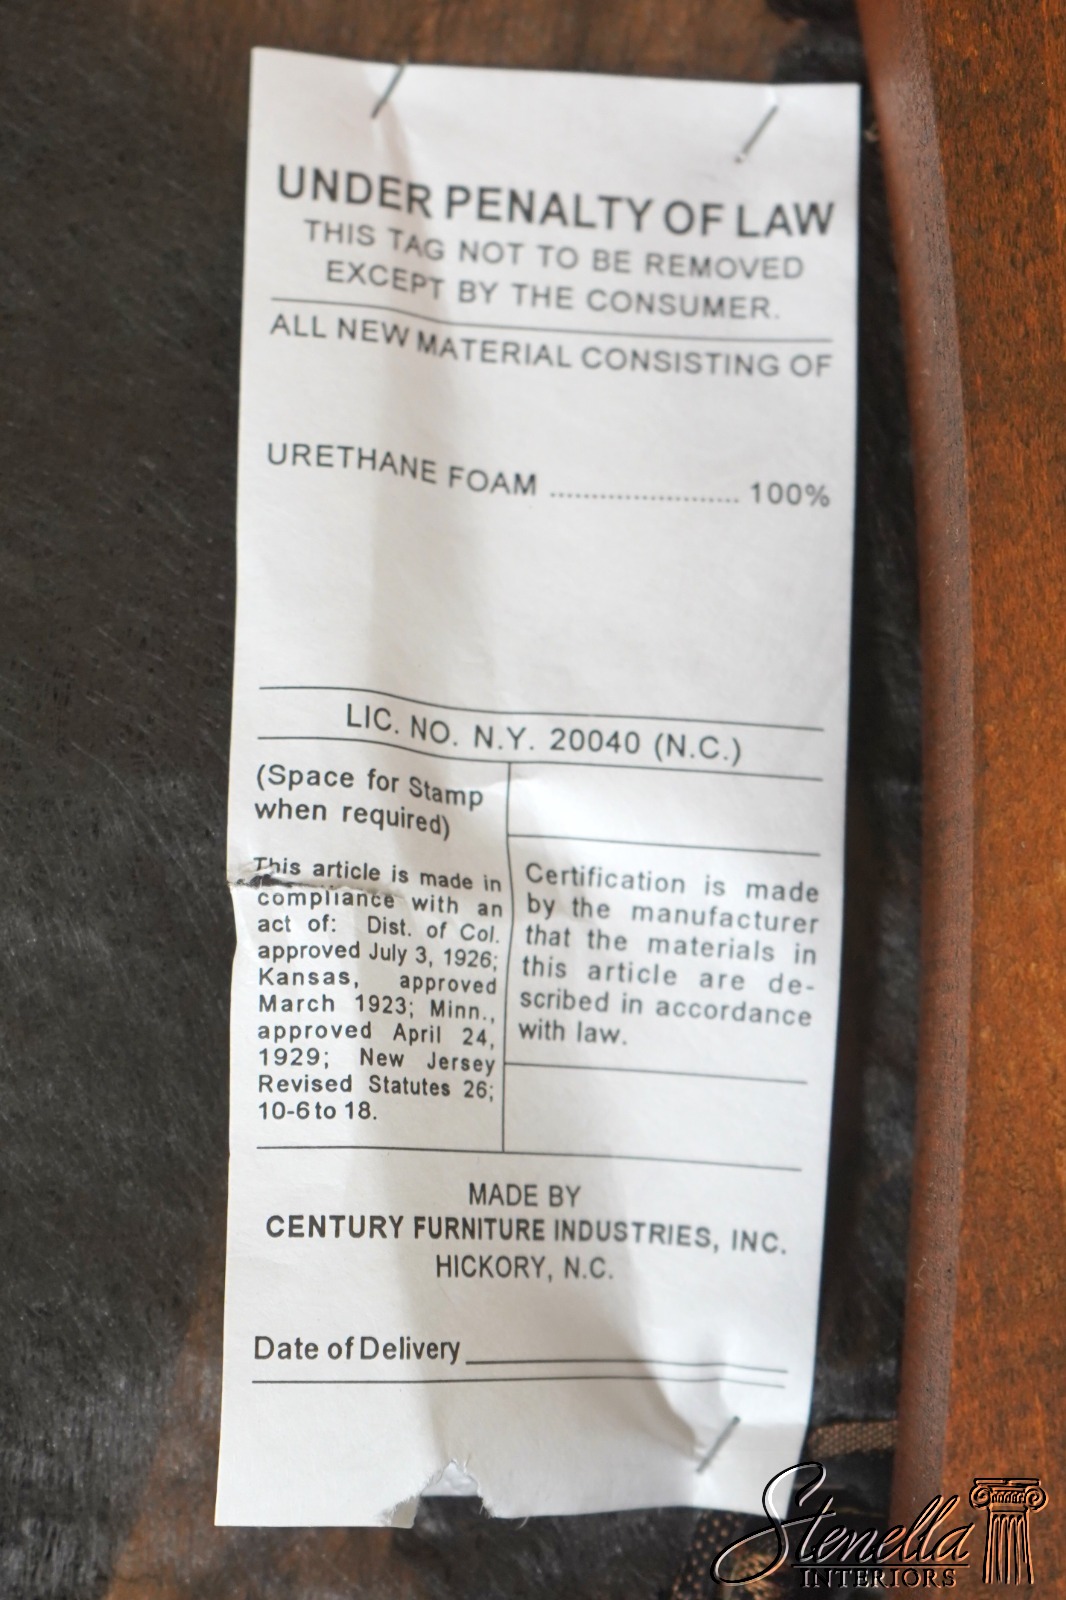 UNDER PENALTY OF LAW
THIS TAG NOT TO BE REMOVED
EXCEPT BY THE CONSUMER.
ALL NEW MATERIAL CONSISTING OF
URETHANE FOAM ....................... 100%
LIC. NO. N.Y. 20040 (N.C.)
(Space for Stamp
when required)
This article is made in
compliance with an
act of: Dist. of Col.
approved July 3, 1926;
Kansas, approved
March 1923; Minn.,
approved April 24,
1929; New Jersey
Revised Statutes 26;
10-6 to 18.
Certification is made
by the manufacturer
that the materials in
this article are de-
scribed in accordance
with law.
MADE BY
CENTURY FURNITURE INDUSTRIES, INC.
HICKORY, N.C.
Date of Delivery
Stenella
INTERIORS